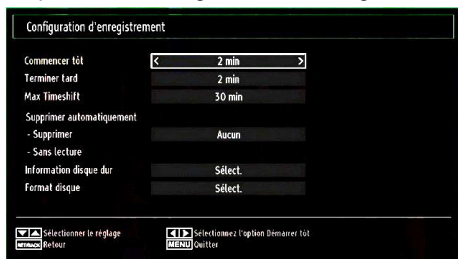 Configuration d'enregistrement
Commencer tôt < 2 min >
Terminer tard 2 min
Max Timeshift 30 min
Supprimer automatiquement
- Supprimer Aucun
- Sans lecture
Information disque dur Sélect.
Format disque Sélect.
Sélectionner le réglage Sélectionnez l'option Démarrer tôt
Retour MENU Quitter